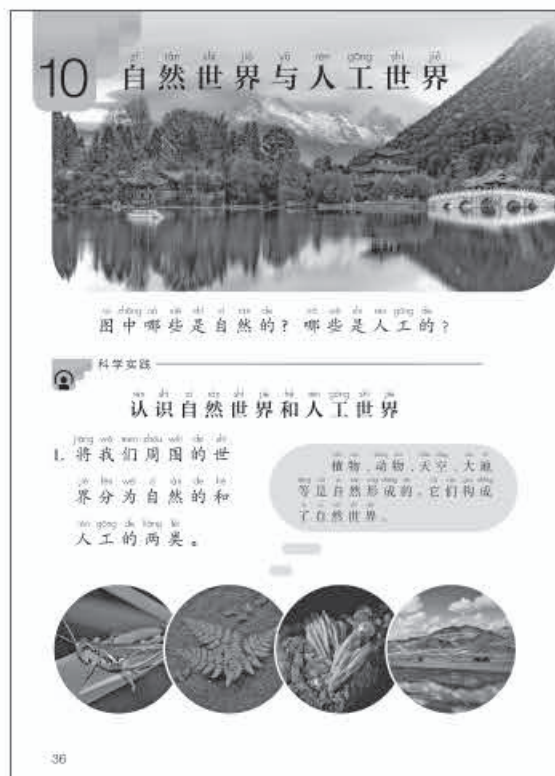 10 自然世界与人工世界
图中哪些是自然的？哪些是人工的？
科学实践
认识自然世界和人工世界
1. 将我们周围的世
界分为自然的和
人工的两类。
植物、动物、天空、大地
等是自然形成的，它们构成
了自然世界。
36